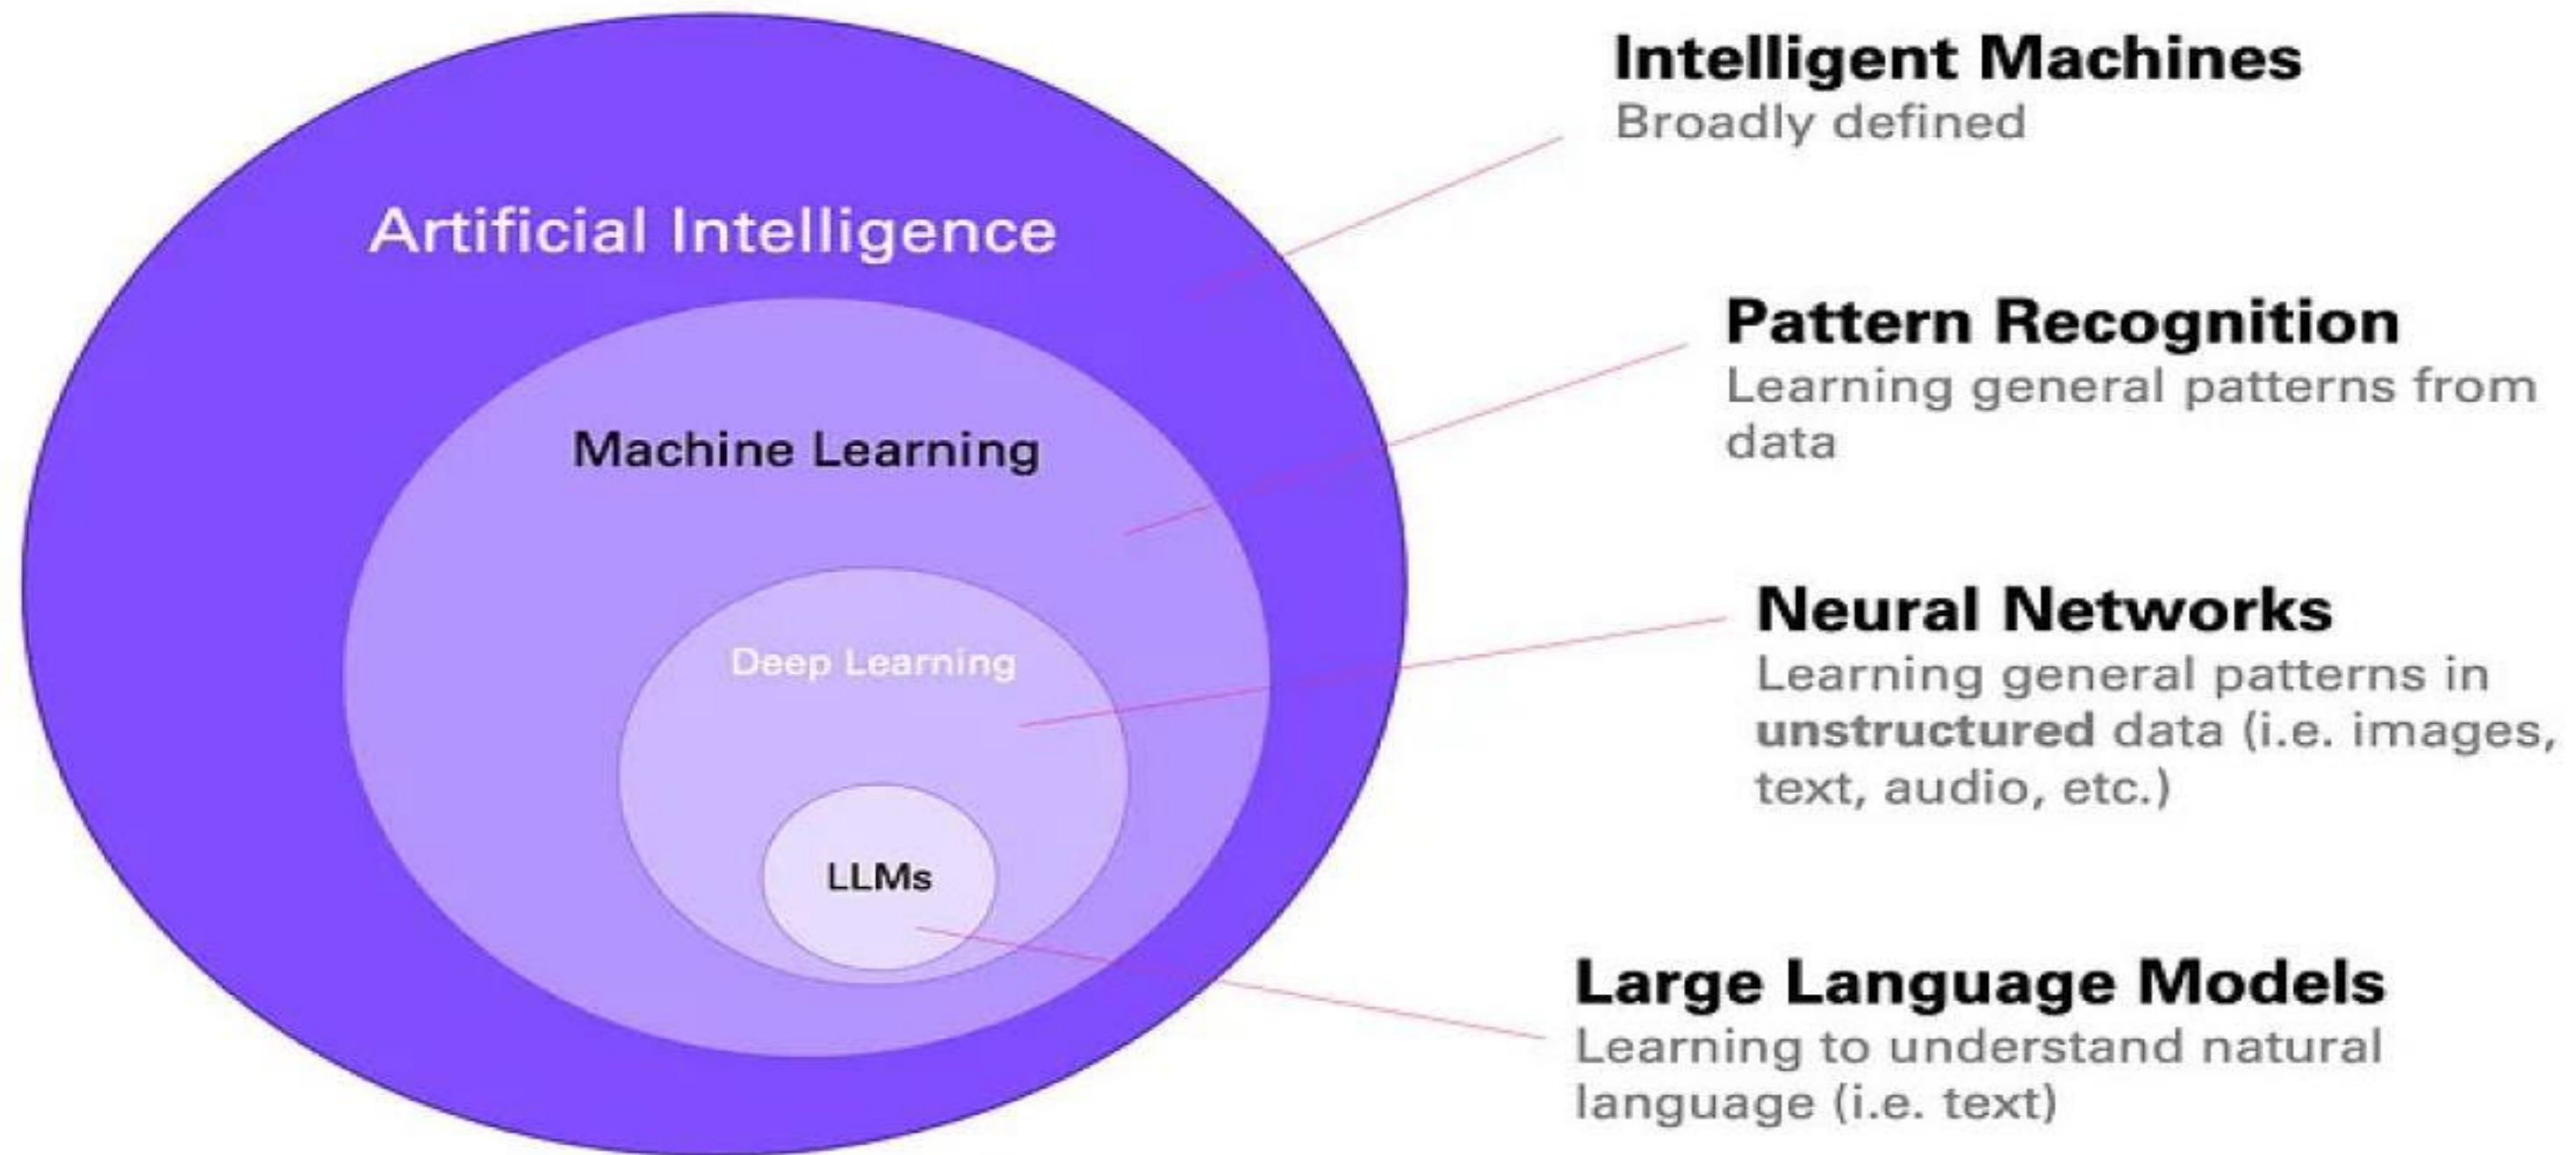 Artificial Intelligence
Machine Learning
Deep Learning
LLMs
Intelligent Machines
Broadly defined
Pattern Recognition
Learning general patterns from
data
Neural Networks
Learning general patterns in
unstructured data (i.e. images,
text, audio, etc.)
Large Language Models
Learning to understand natural
language (i.e. text)